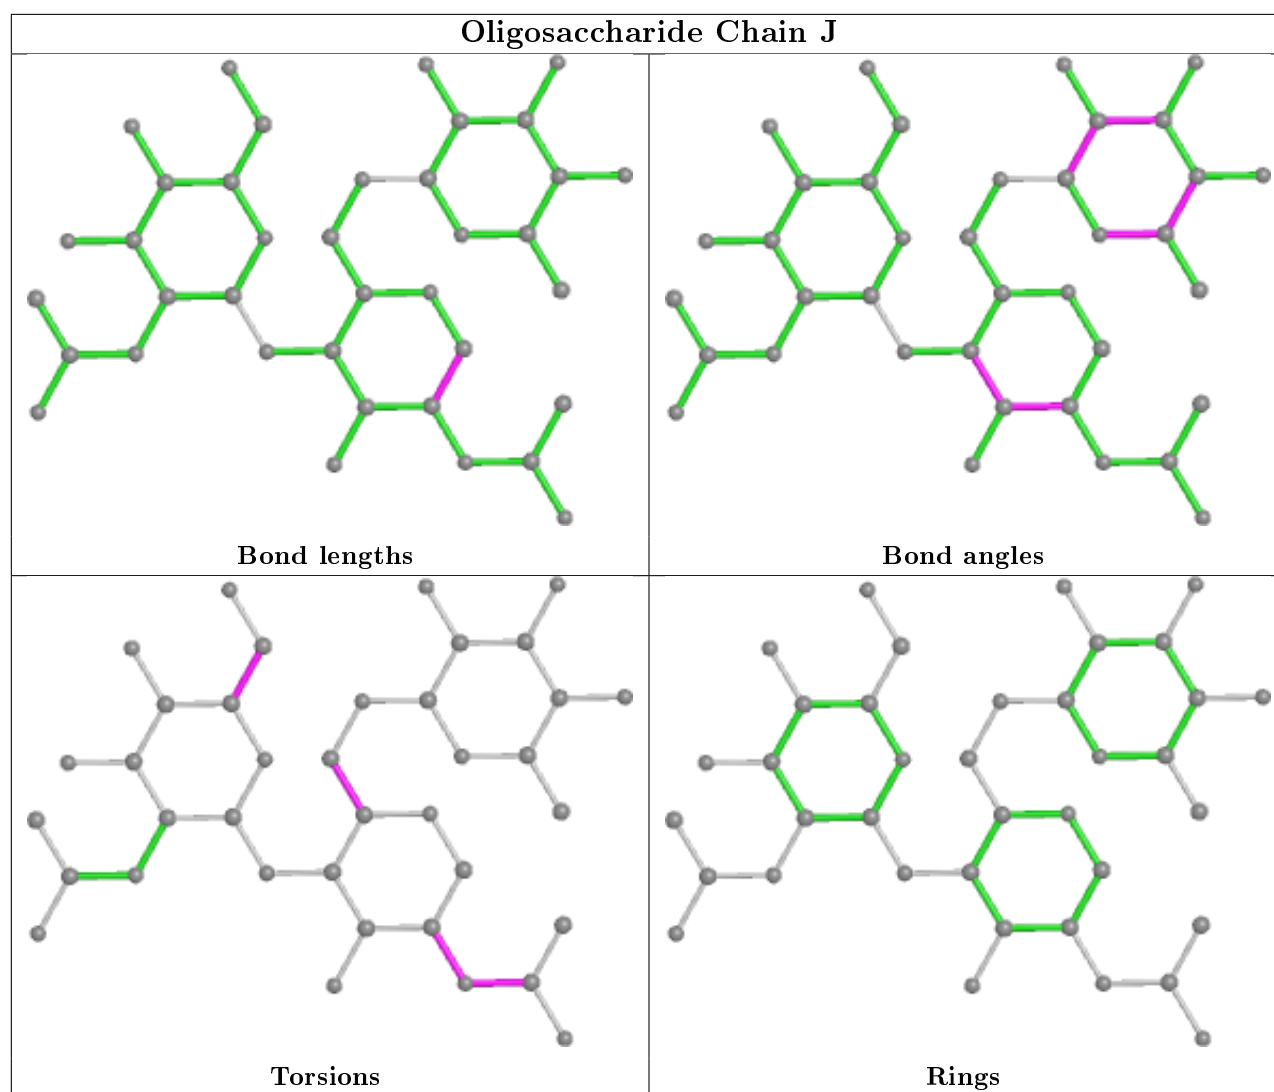 Oligosaccharide Chain J
Bond lengths
Bond angles
Torsions
Rings